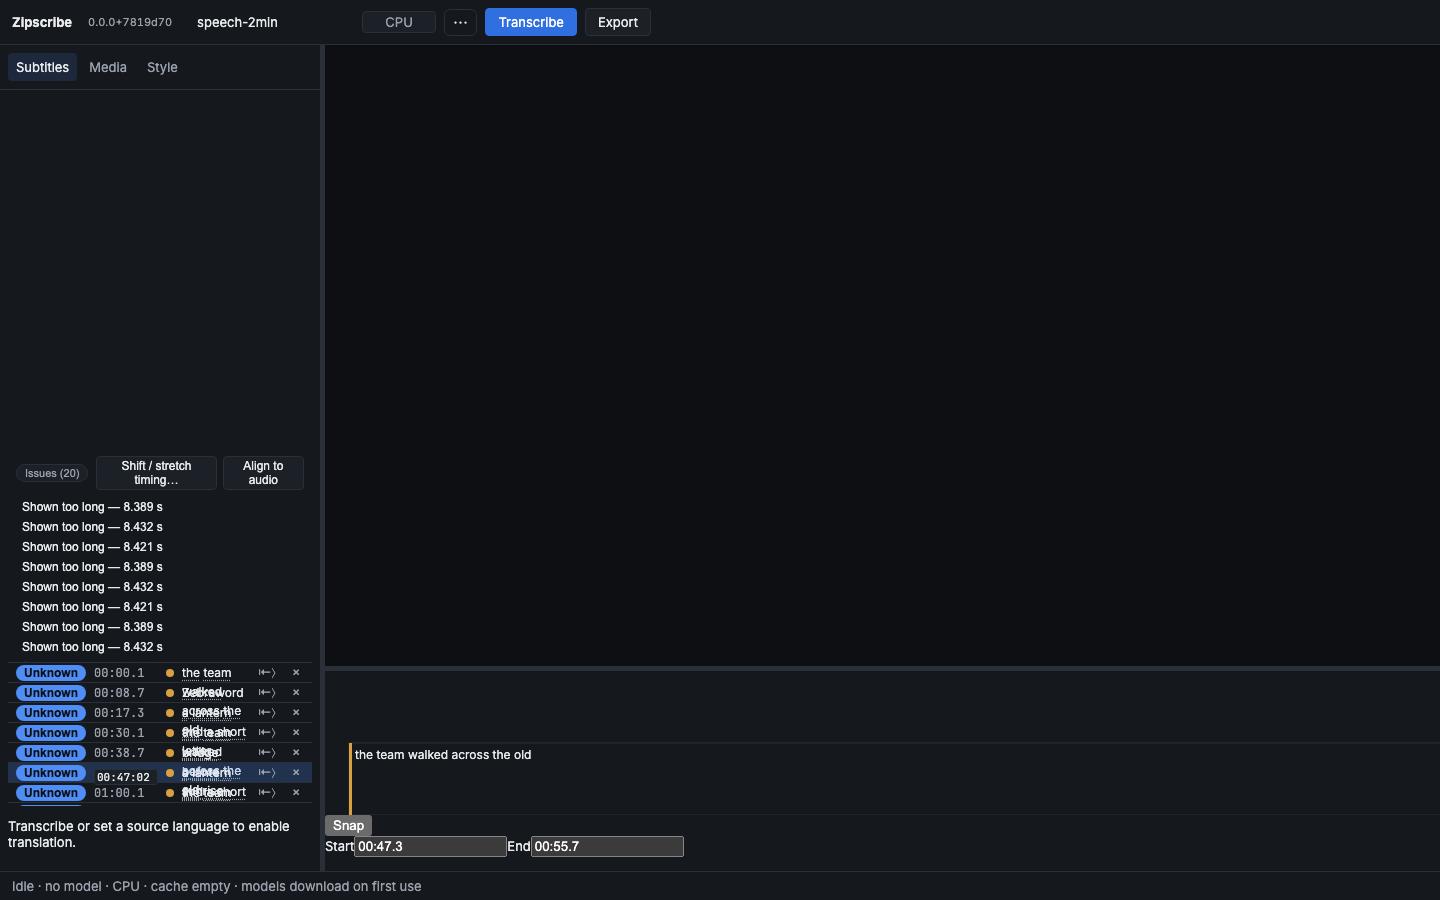 Zipscribe 0.0.0+7819d70 speech-2min CPU ··· Transcribe Export
Subtitles Media Style
Issues (20)
Shift / stretch timing…
Align to audio
Shown too long — 8.389 s
Shown too long — 8.432 s
Shown too long — 8.421 s
Shown too long — 8.389 s
Shown too long — 8.432 s
Shown too long — 8.421 s
Shown too long — 8.389 s
Shown too long — 8.432 s
Unknown 00:00.1 the team
Unknown 00:08.7
Unknown 00:17.3 a lantern
Unknown 00:30.1 short
Unknown 00:38.7
Unknown 00:47:02 a lantern
Unknown 01:00.1 the team short
Transcribe or set a source language to enable
translation.
the team walked across the old
Snap
Start 00:47.3 End 00:55.7
Idle · no model · CPU · cache empty · models download on first use